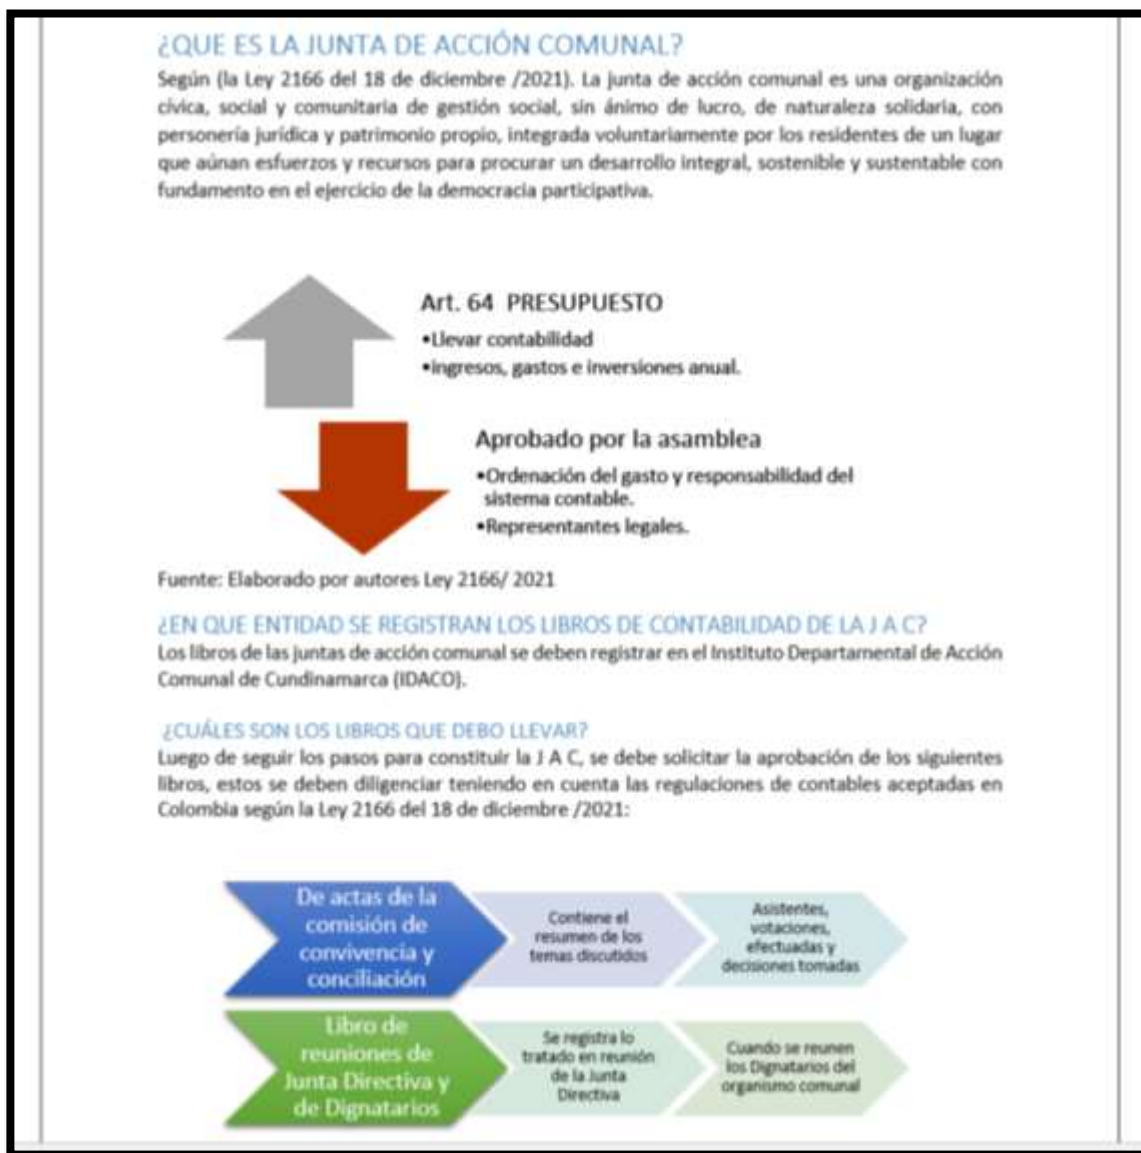 ¿QUE ES LA JUNTA DE ACCIÓN COMUNAL?
Según (la Ley 2166 del 18 de diciembre /2021). La junta de acción comunal es una organización
cívica, social y comunitaria de gestión social, sin ánimo de lucro, de naturaleza solidaria, con
personería jurídica y patrimonio propio, integrada voluntariamente por los residentes de un lugar
que aúnan esfuerzos y recursos para procurar un desarrollo integral, sostenible y sustentable con
fundamento en el ejercicio de la democracia participativa.
Art. 64 PRESUPUESTO
•Llevar contabilidad
•ingresos, gastos e inversiones anual.
Aprobado por la asamblea
•Ordenación del gasto y responsabilidad del
sistema contable.
•Representantes legales.
Fuente: Elaborado por autores Ley 2166/ 2021
¿EN QUE ENTIDAD SE REGISTRAN LOS LIBROS DE CONTABILIDAD DE LA J A C?
Los libros de las juntas de acción comunal se deben registrar en el Instituto Departamental de Acción
Comunal de Cundinamarca (IDACO).
¿CUÁLES SON LOS LIBROS QUE DEBO LLEVAR?
Luego de seguir los pasos para constituir la J A C, se debe solicitar la aprobación de los siguientes
libros, estos se deben diligenciar teniendo en cuenta las regulaciones de contables aceptadas en
Colombia según la Ley 2166 del 18 de diciembre /2021:
De actas de la
comisión de
convivencia y
conciliación
Contiene el
resumen de los
temas discutidos
Asistentes,
votaciones,
efectuadas y
decisiones tomadas
Libro de
reuniones de
Junta Directiva y
de Dignatarios
Se registra lo
tratado en reunión
de la Junta
Directiva
Cuando se reunen
los Dignatarios del
organismo comunal